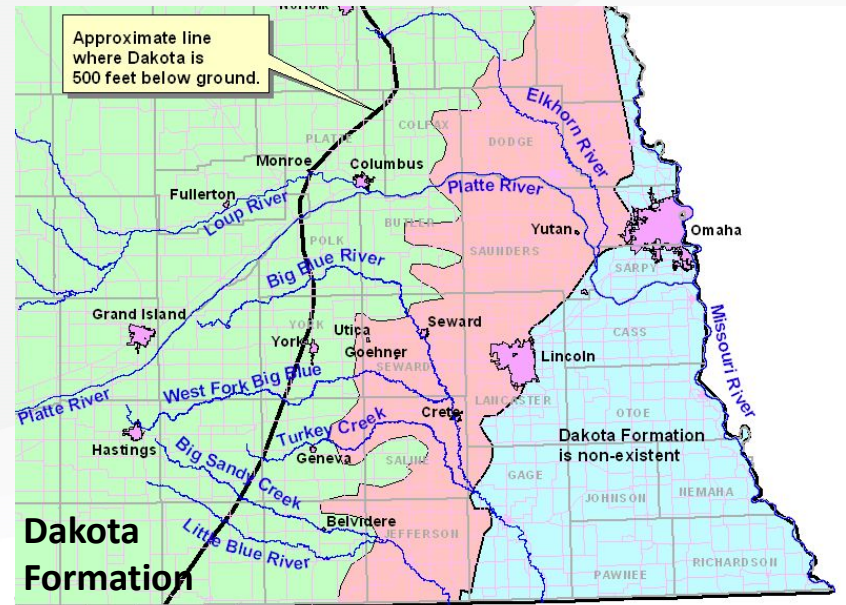 Norfolk
Approximate line
where Dakota is
500 feet below ground.
Elkhorn River
COLFAX
PLATTE
DODGE
Monroe
Columbus
Fullerton
Loup River
Platte River
BUTLER
Yutan
Omaha
POLK
SAUNDERS
Big Blue River
SARPY
Grand Island
YORK
Utica
Seward
Missouri River
CASS
York
Goehner
Lincoln
SEWARD
West Fork Big Blue
Platte River
LANCASTER
Crete
OTOE
Turkey Creek
Dakota Formation
is non-existent
Hastings
Big Sandy Creek
Geneva
SALINE
GAGE
JOHNSON
NEMAHA
Belvidere
Dakota
Formation
Little Blue River
JEFFERSON
RICHARDSON
PAWNEE